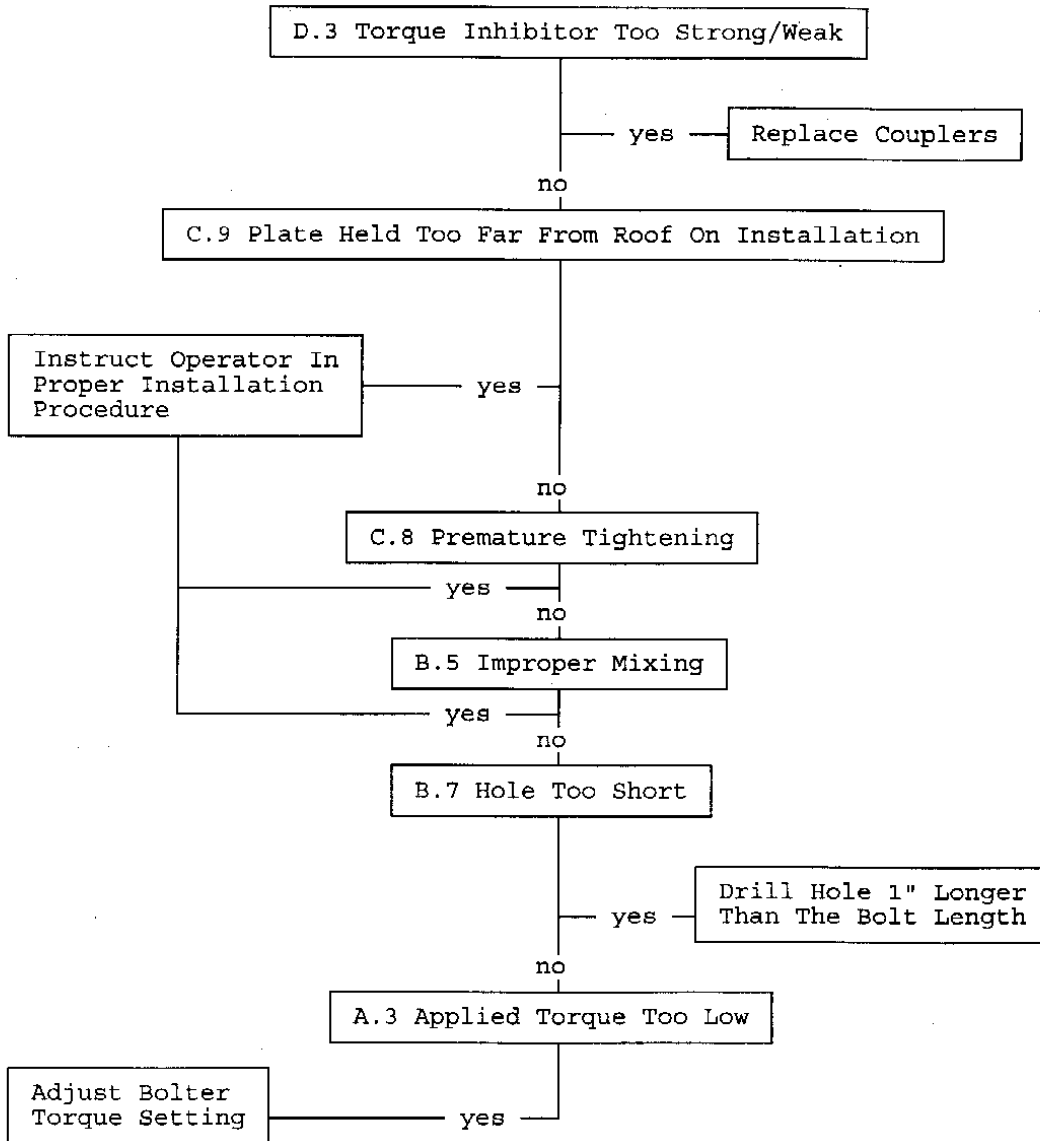 D.3 Torque Inhibitor Too Strong/Weak
yes
Replace Couplers
no
C.9 Plate Held Too Far From Roof On Installation
Instruct Operator In
Proper Installation
Procedure
yes
no
C.8 Premature Tightening
yes
no
B.5 Improper Mixing
yes
no
B.7 Hole Too Short
Drill Hole 1" Longer
Than The Bolt Length
yes
no
A.3 Applied Torque Too Low
Adjust Bolter
Torque Setting
yes